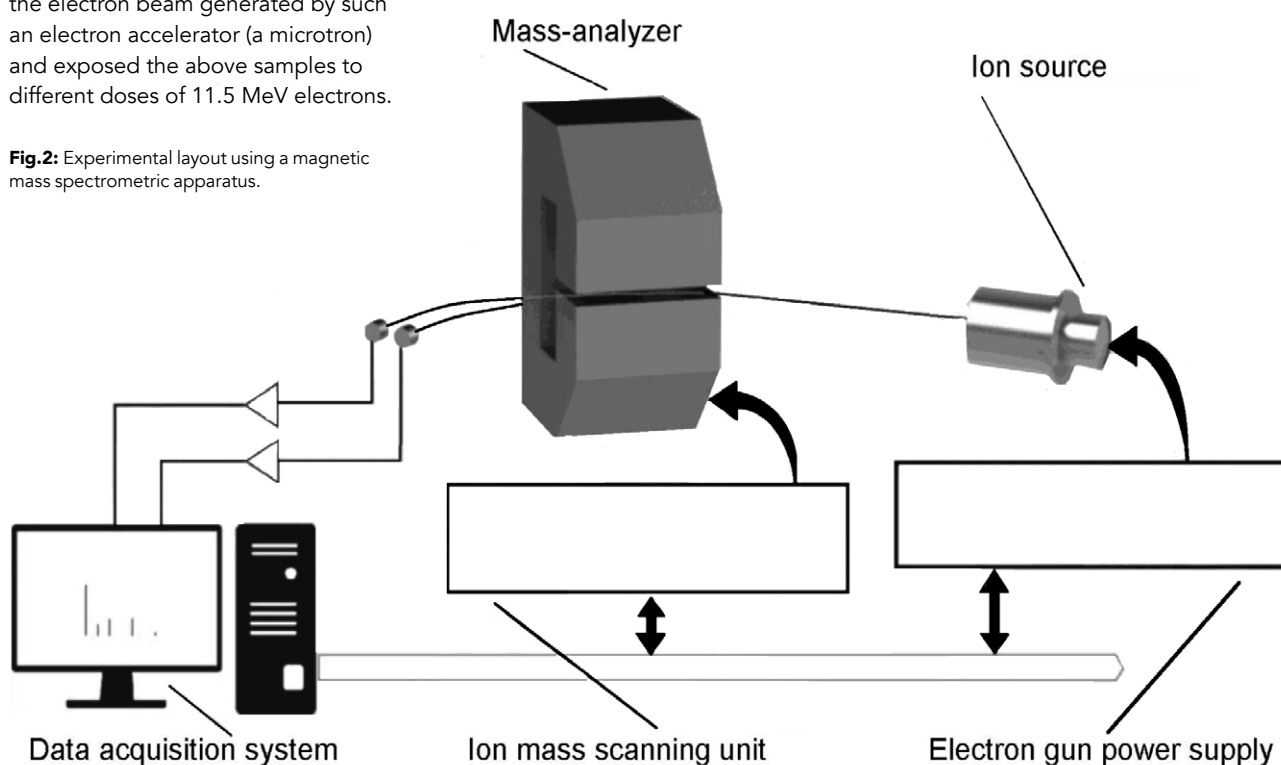 the electron beam generated by such
an electron accelerator (a microtron)
and exposed the above samples to
different doses of 11.5 MeV electrons.
Fig.2: Experimental layout using a magnetic
mass spectrometric apparatus.
Mass-analyzer
Ion source
Data acquisition system
Ion mass scanning unit
Electron gun power supply